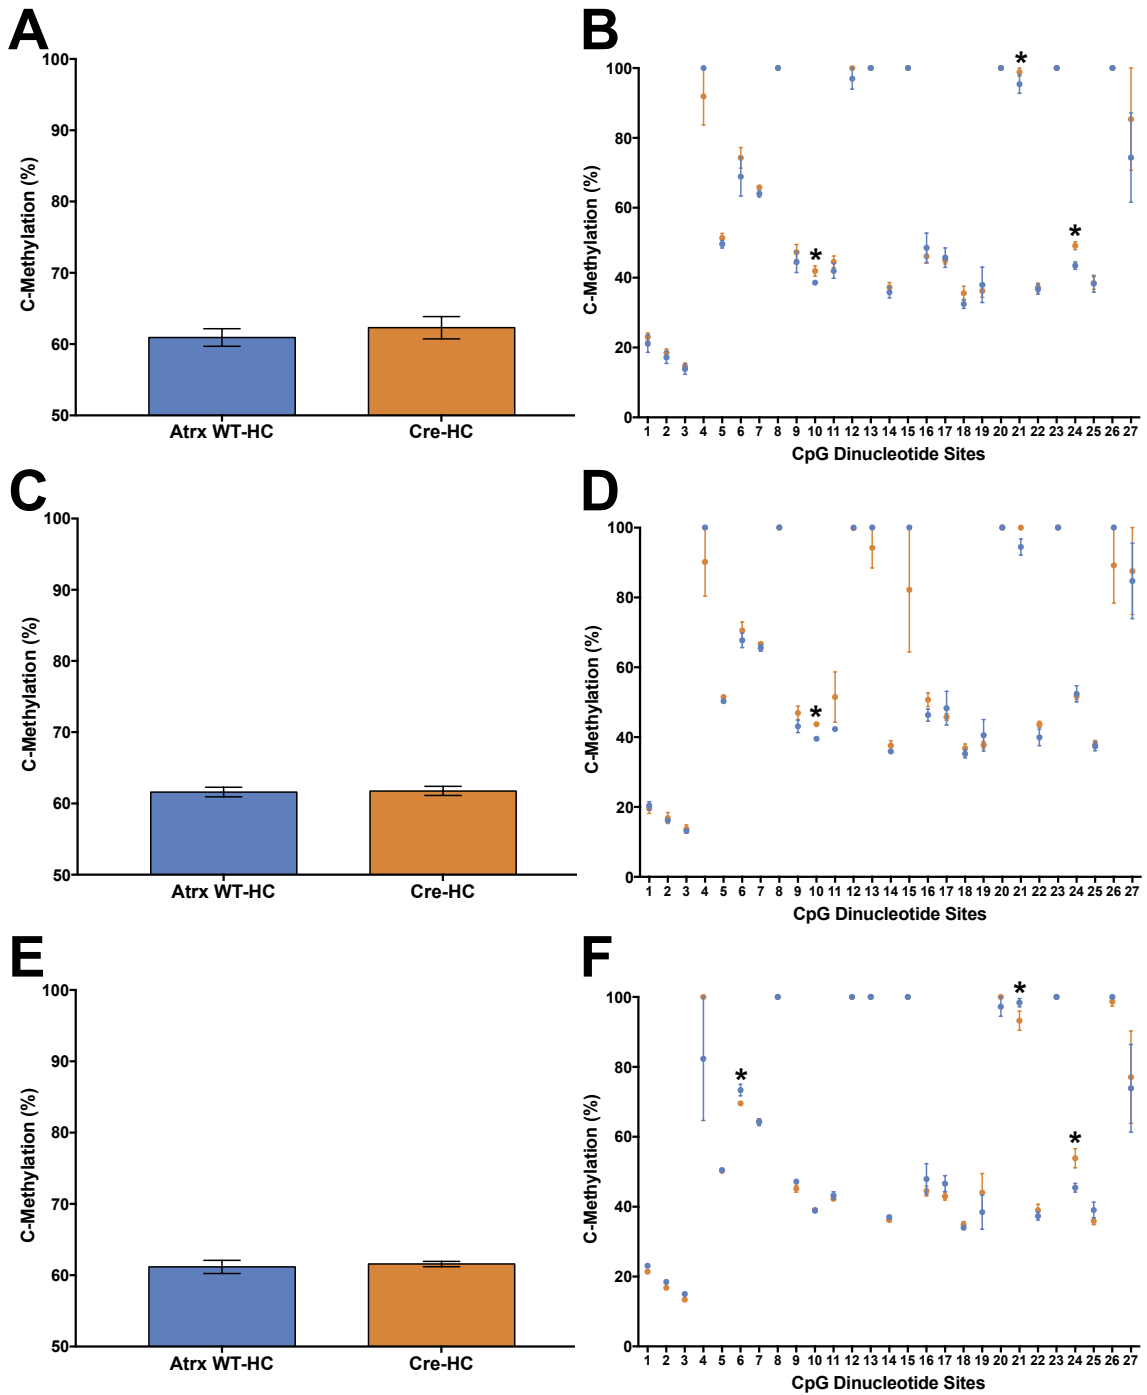 A
C-Methylation (%)
100
90
80
70
60
50
Atrx WT-HC Cre-HC
B
C-Methylation (%)
100
80
60
40
20
0
* * *
1 2 3 4 5 6 7 8 9 10 11 12 13 14 15 16 17 18 19 20 21 22 23 24 25 26 27
CpG Dinucleotide Sites
C
C-Methylation (%)
100
90
80
70
60
50
Atrx WT-HC Cre-HC
D
C-Methylation (%)
100
80
60
40
20
0
*
1 2 3 4 5 6 7 8 9 10 11 12 13 14 15 16 17 18 19 20 21 22 23 24 25 26 27
CpG Dinucleotide Sites
E
C-Methylation (%)
100
90
80
70
60
50
Atrx WT-HC Cre-HC
F
C-Methylation (%)
100
80
60
40
20
0
* * *
1 2 3 4 5 6 7 8 9 10 11 12 13 14 15 16 17 18 19 20 21 22 23 24 25 26 27
CpG Dinucleotide Sites